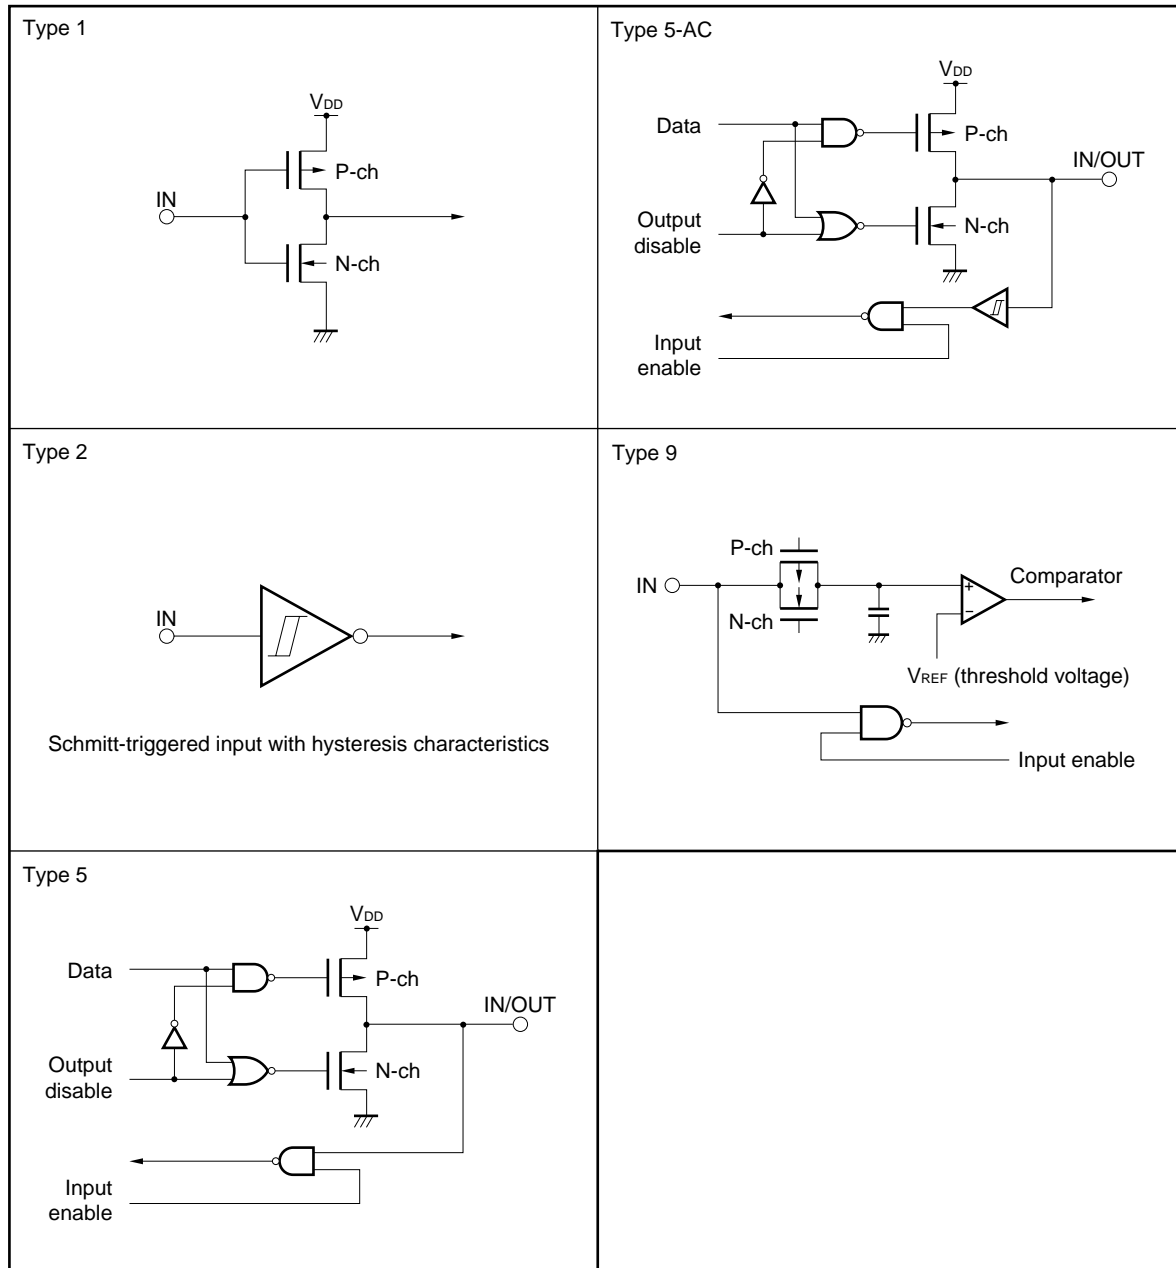 Type 1
VDD
P-ch
IN
N-ch
Type 5-AC
VDD
Data
P-ch
IN/OUT
Output
disable
N-ch
Input
enable
Type 2
IN
Schmitt-triggered input with hysteresis characteristics
Type 9
P-ch
IN
N-ch
Comparator
+
−
VREF (threshold voltage)
Input enable
Type 5
VDD
Data
P-ch
IN/OUT
Output
disable
N-ch
Input
enable